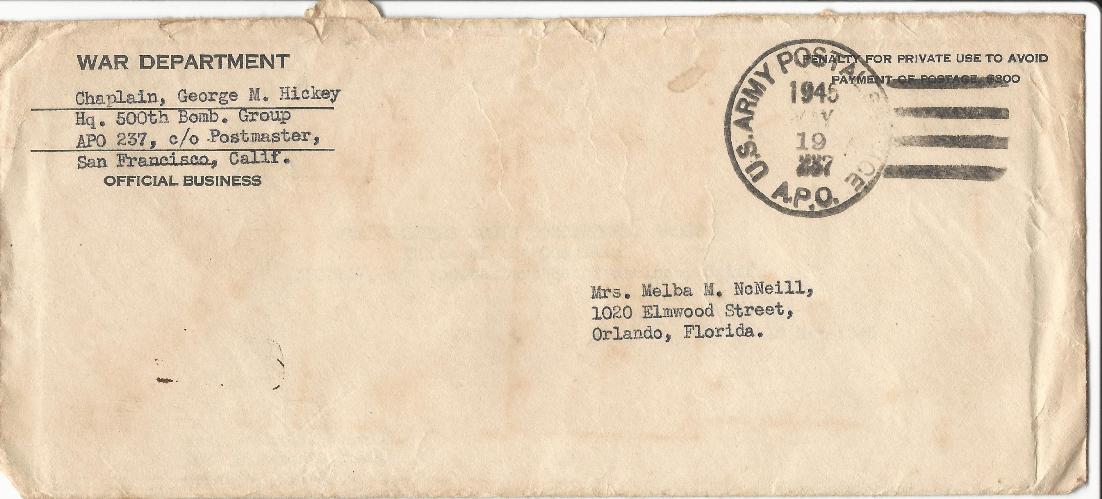 WAR DEPARTMENT
Chaplain, George M. Hickey
Hq. 500th Bomb. Group
APO 237, c/o Postmaster,
San Francisco, Calif.
OFFICIAL BUSINESS
PENALTY FOR PRIVATE USE TO AVOID
PAYMENT OF POSTAGE, $300
U.S. ARMY POSTAL SERVICE
1945
MAY
19
237
A.P.O.
Mrs. Melba M. NcNeill,
1020 Elmwood Street,
Orlando, Florida.